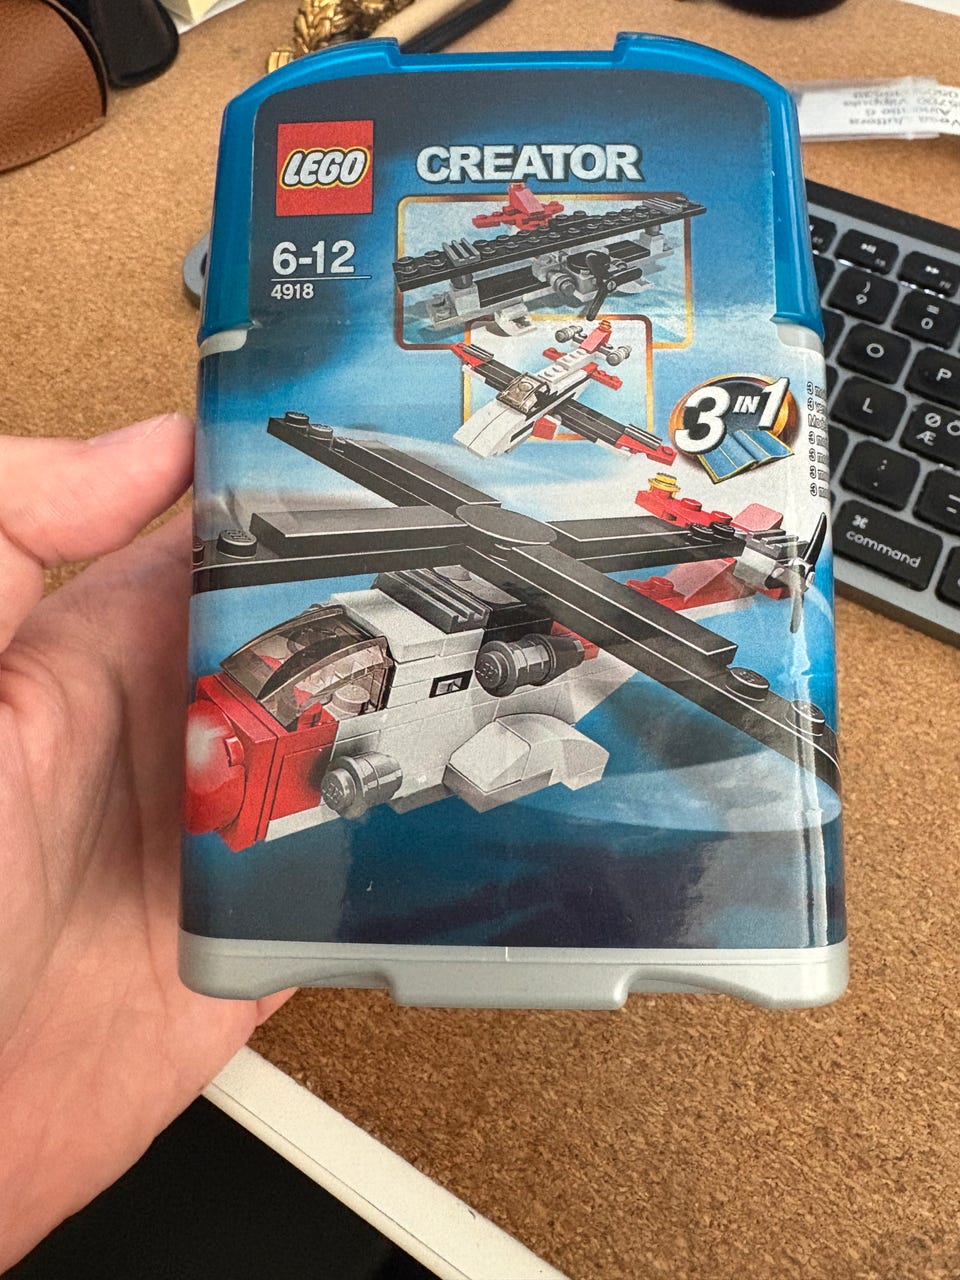 LEGO
CREATOR
6-12
4918
3 IN 1
O
P
L
Ø
Æ
⌘
command